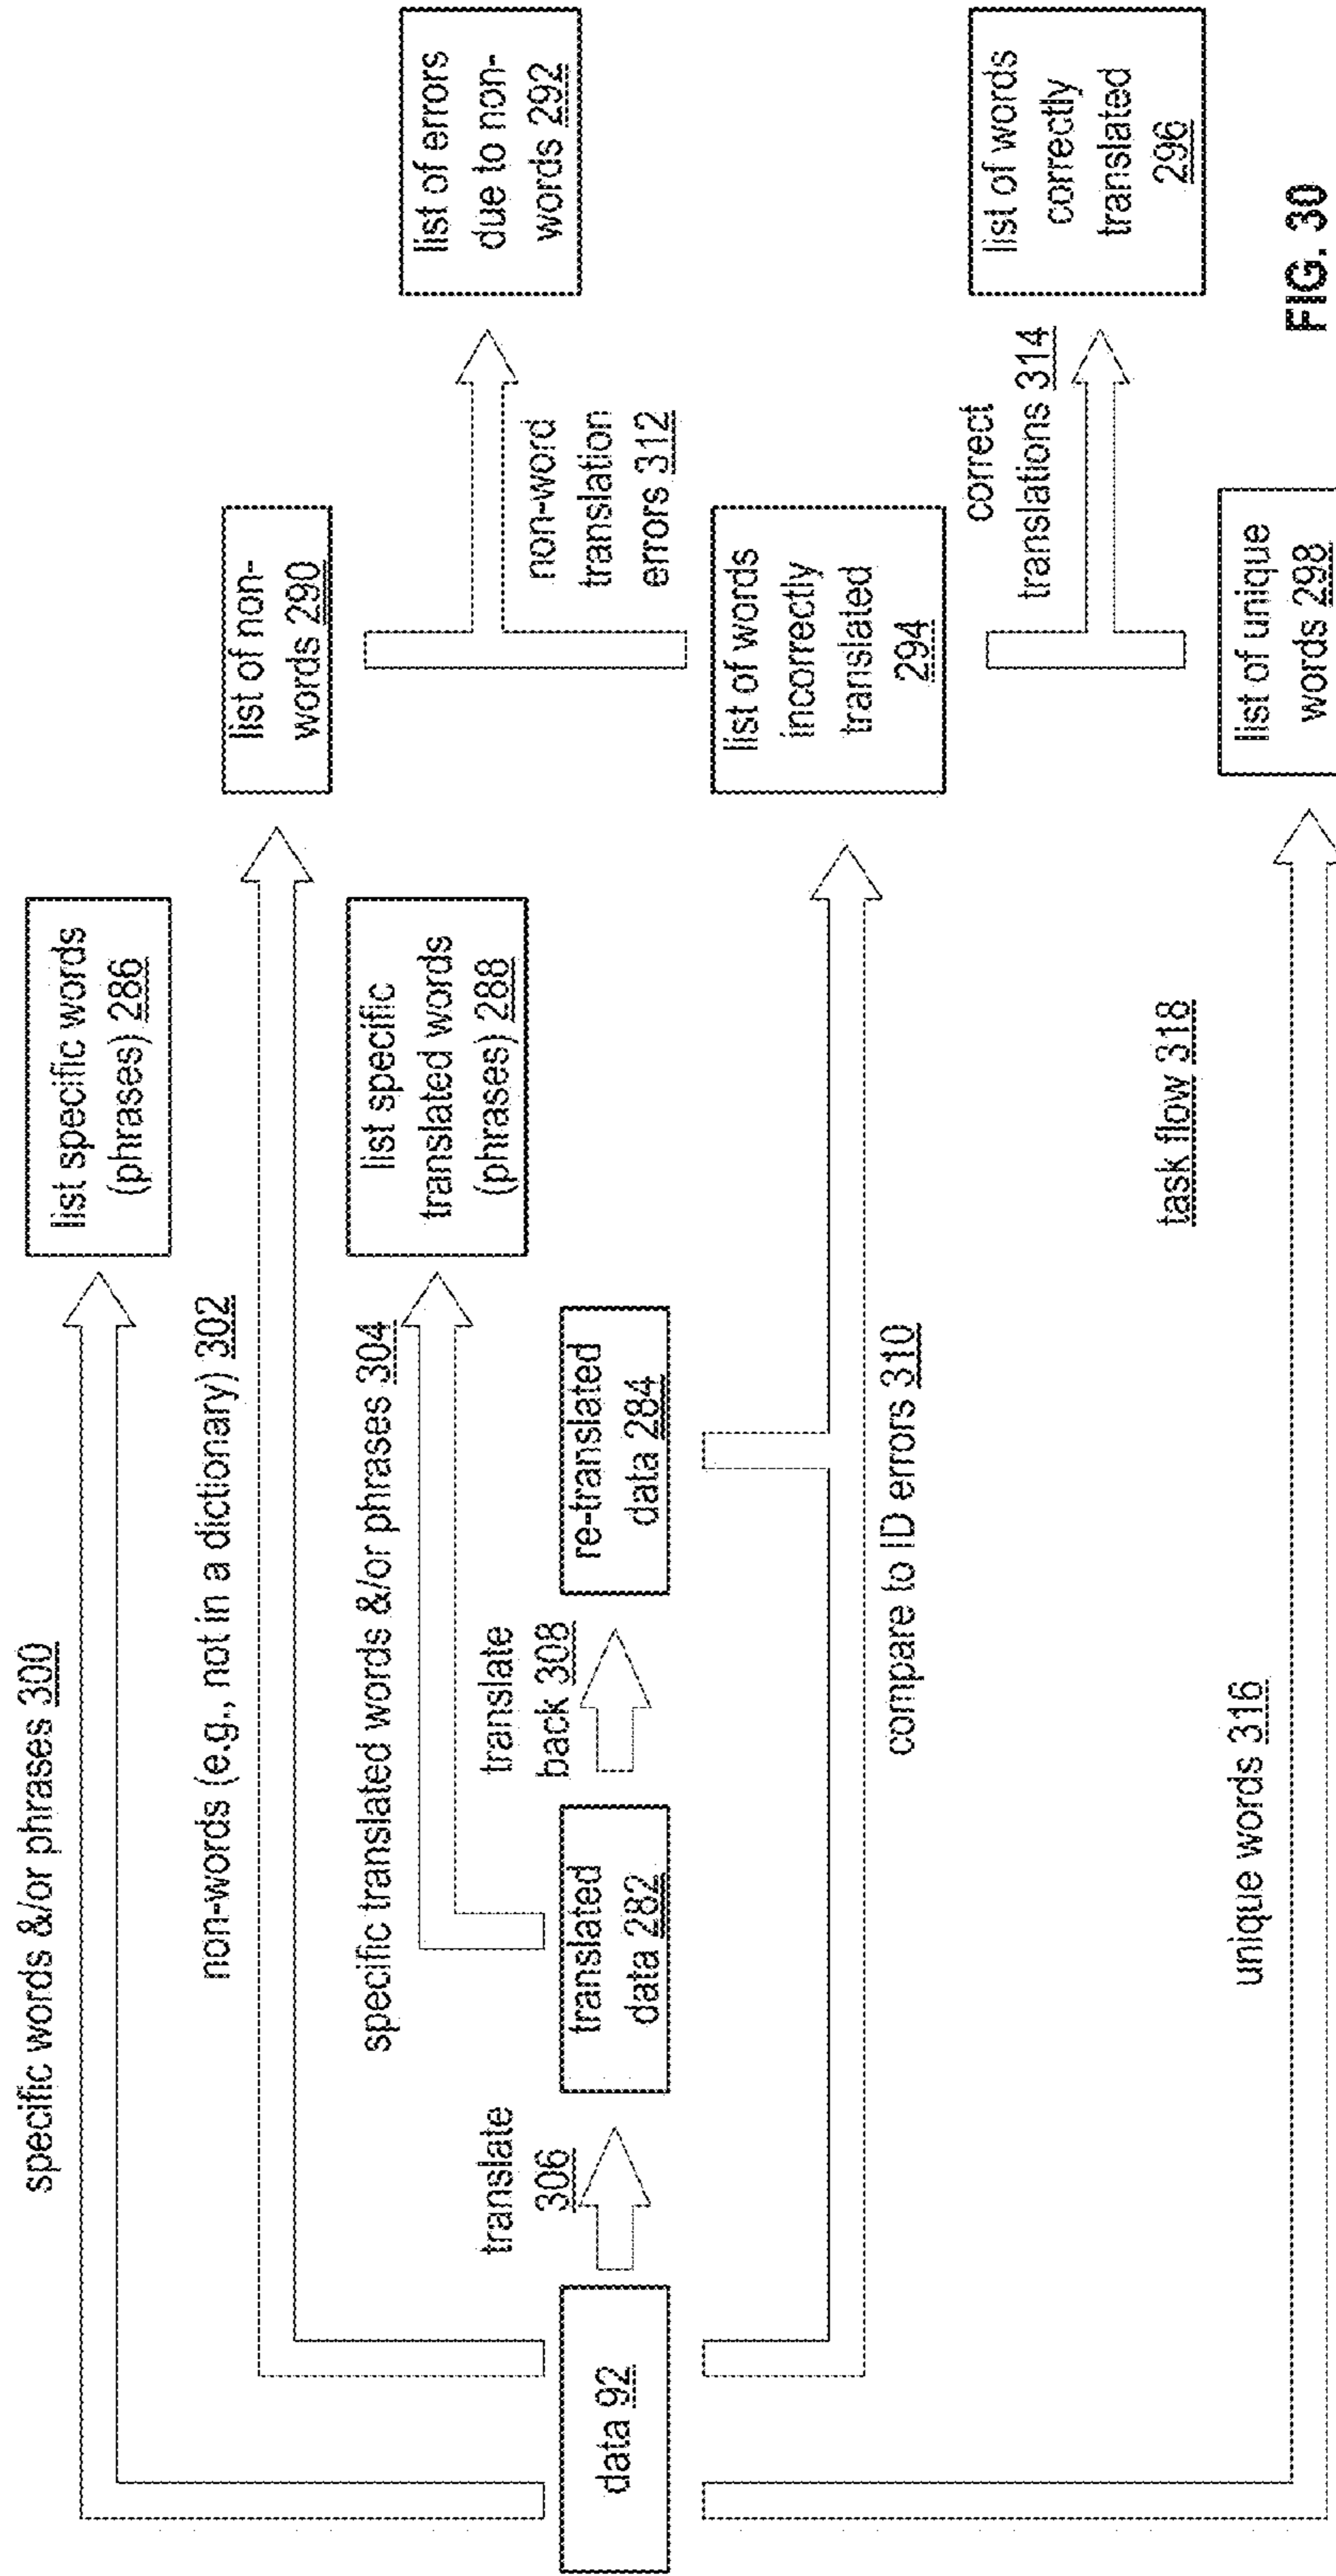 specific words &/or phrases 300
list specific words
(phrases) 286
non-words (e.g., not in a dictionary) 302
list of non-
words 290
specific translated words &/or phrases 304
list specific
translated words
(phrases) 288
list of errors
due to non-
words 292
non-word
translation
errors 312
data 92
translate
306
translated
data 282
translate
back 308
re-translated
data 284
compare to ID errors 310
list of words
incorrectly
translated
294
correct
translations 314
list of words
correctly
translated
296
task flow 318
unique words 316
list of unique
words 298
FIG. 30